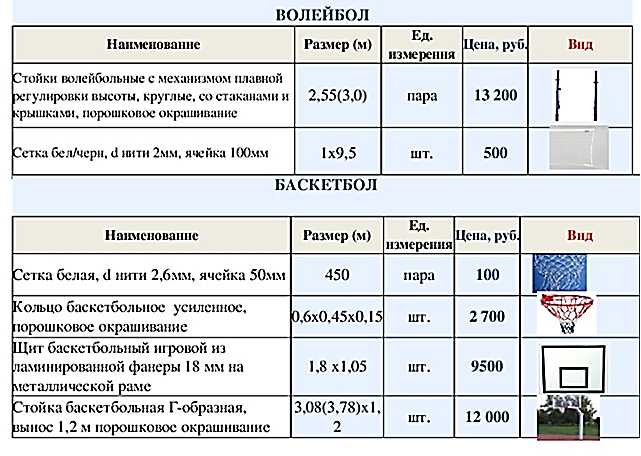 ВОЛЕЙБОЛ
Наименование Размер (м) Ед. измерения Цена, руб. Вид
Стойки волейбольные с механизмом плавной
регулировки высоты, круглые, со стаканами и
крышками, порошковое окрашивание
2,55(3,0) пара 13 200
Сетка бел/черн, d нити 2мм, ячейка 100мм 1х9,5 шт. 500
БАСКЕТБОЛ
Наименование Размер (м) Ед. измерения Цена, руб. Вид
Сетка белая, d нити 2,6мм, ячейка 50мм 450 пара 100
Кольцо баскетбольное усиленное,
порошковое окрашивание
0,6х0,45х0,15 шт. 2 700
Щит баскетбольный игровой из
ламинированной фанеры 18 мм на
металлической раме
1,8 х1,05 шт. 9500
Стойка баскетбольная Г-образная,
вынос 1,2 м порошковое окрашивание
3,08(3,78)х1,
2
шт. 12 000